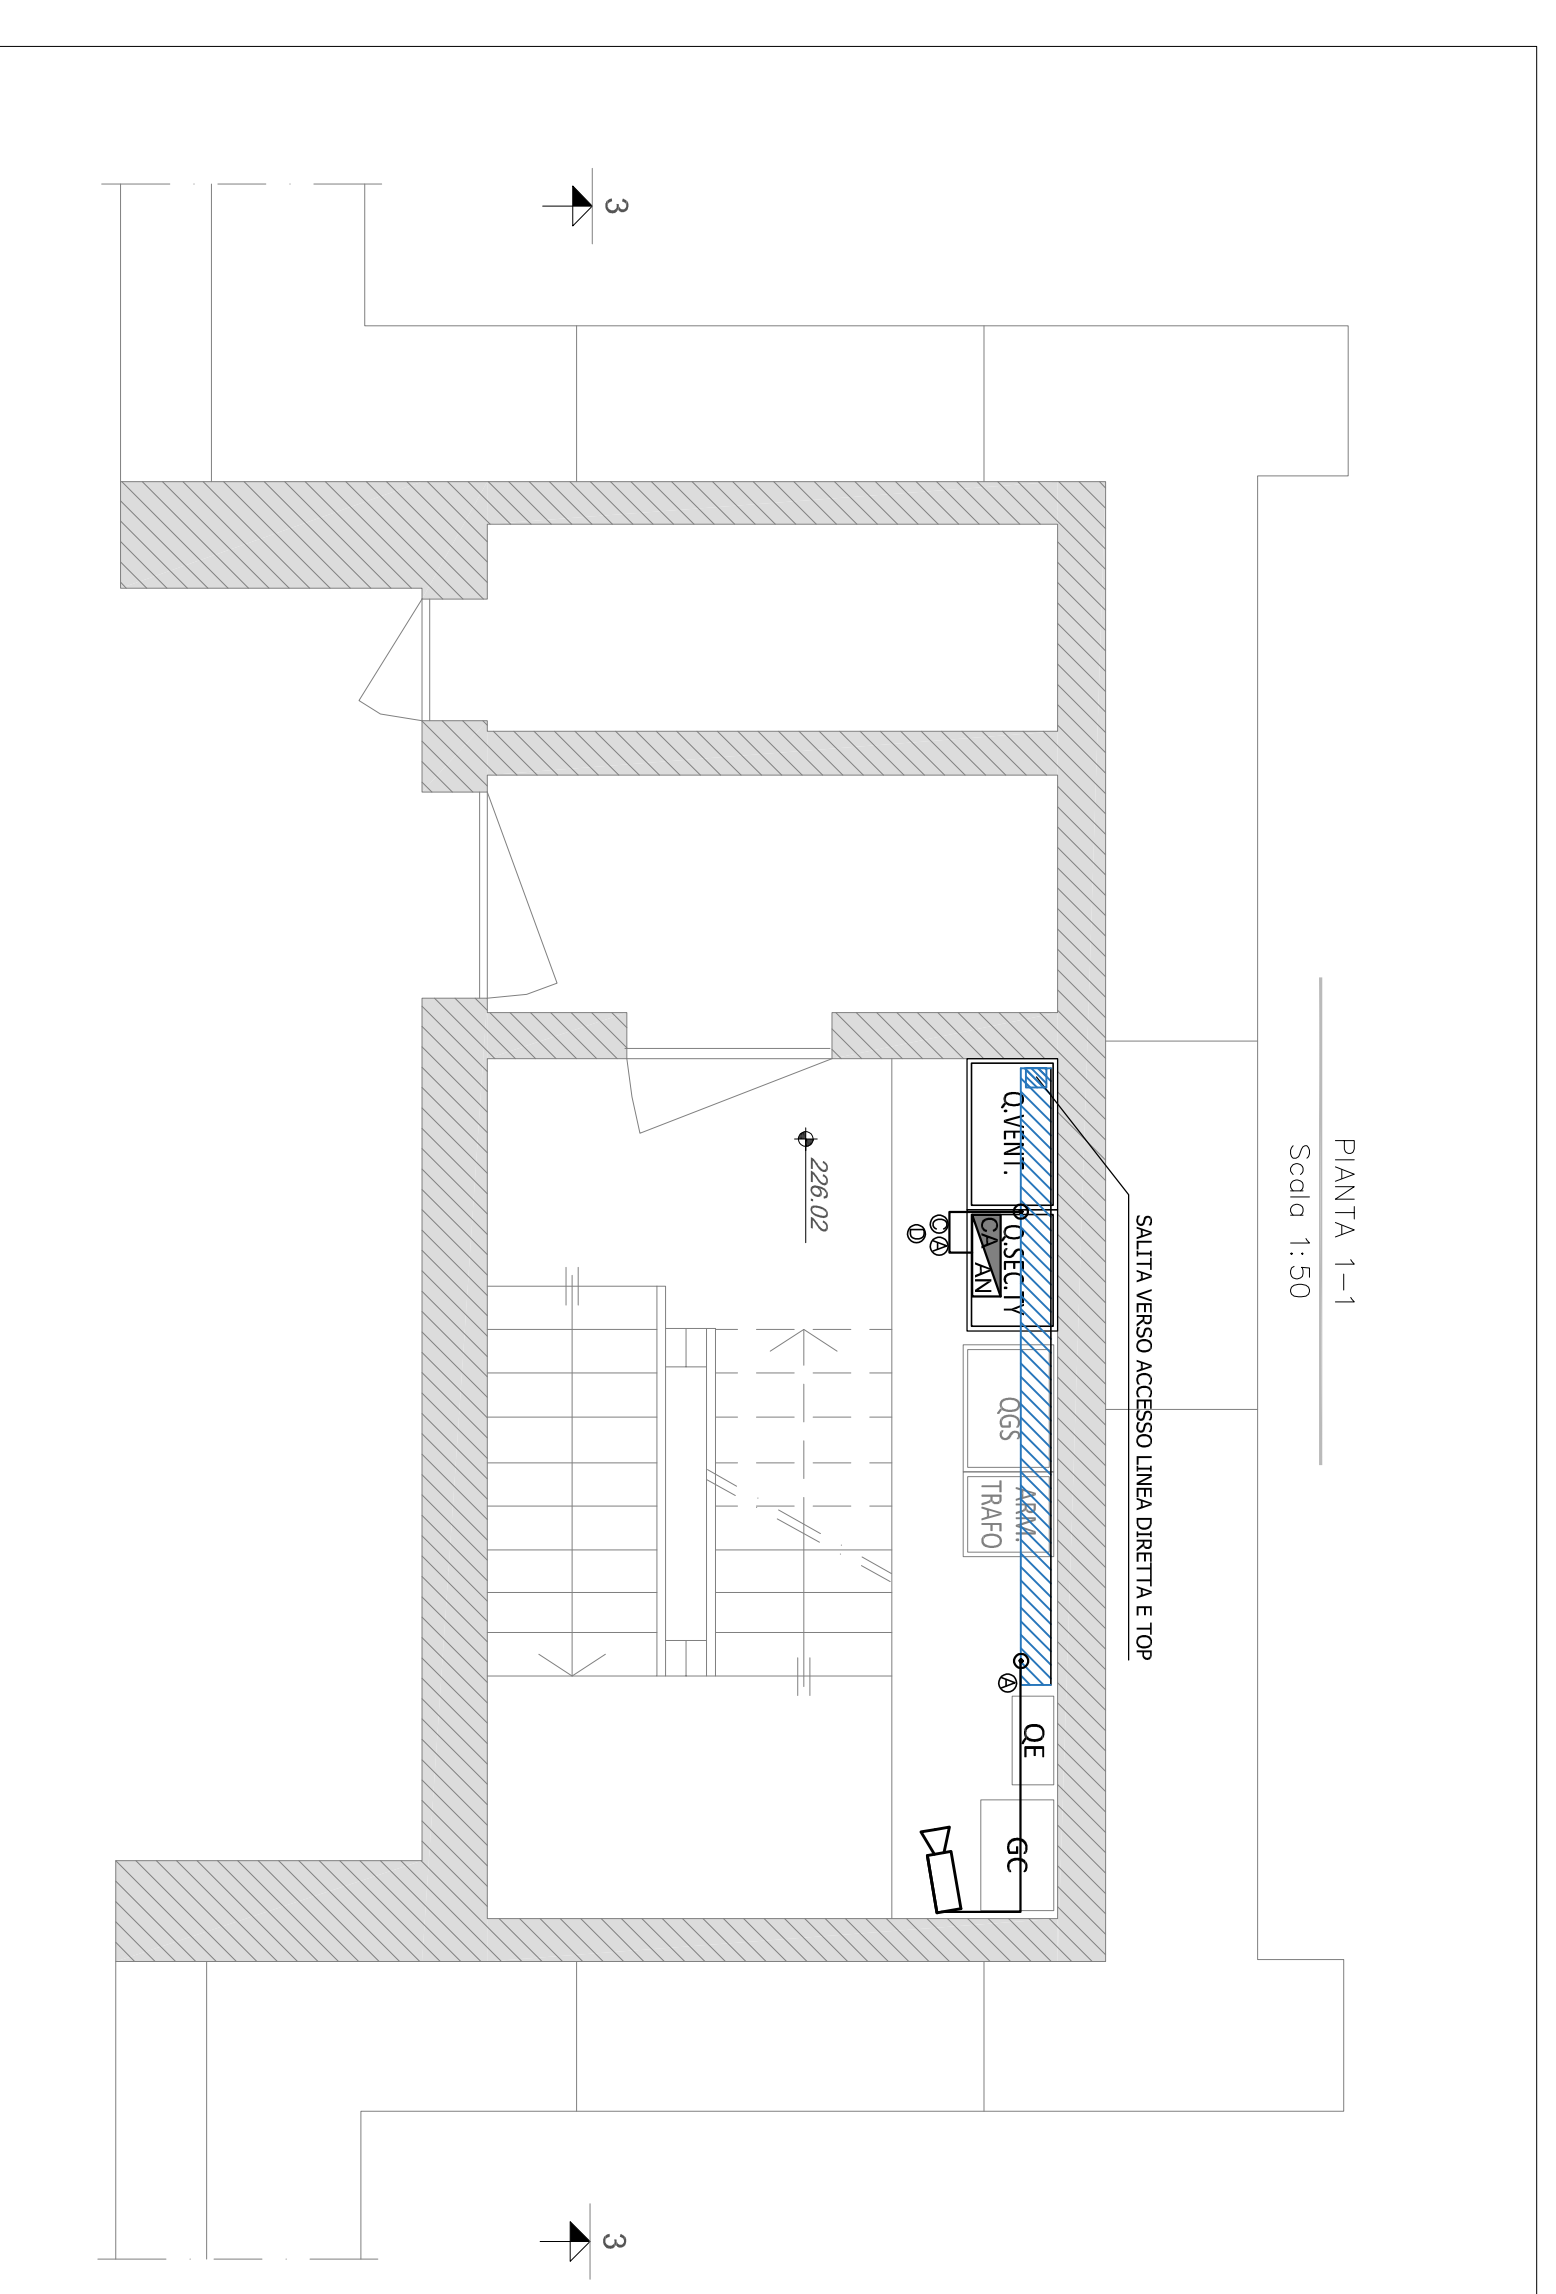 PIANTA 1-1
Scala 1:50
SALITA VERSO ACCESSO LINEA DIRETTA E TOP
3
Q.VENT.
Q.SEC.TY
CA
AN
C A
D
226.02
QGS
ARM.
TRAFO
A
QE
GC
3